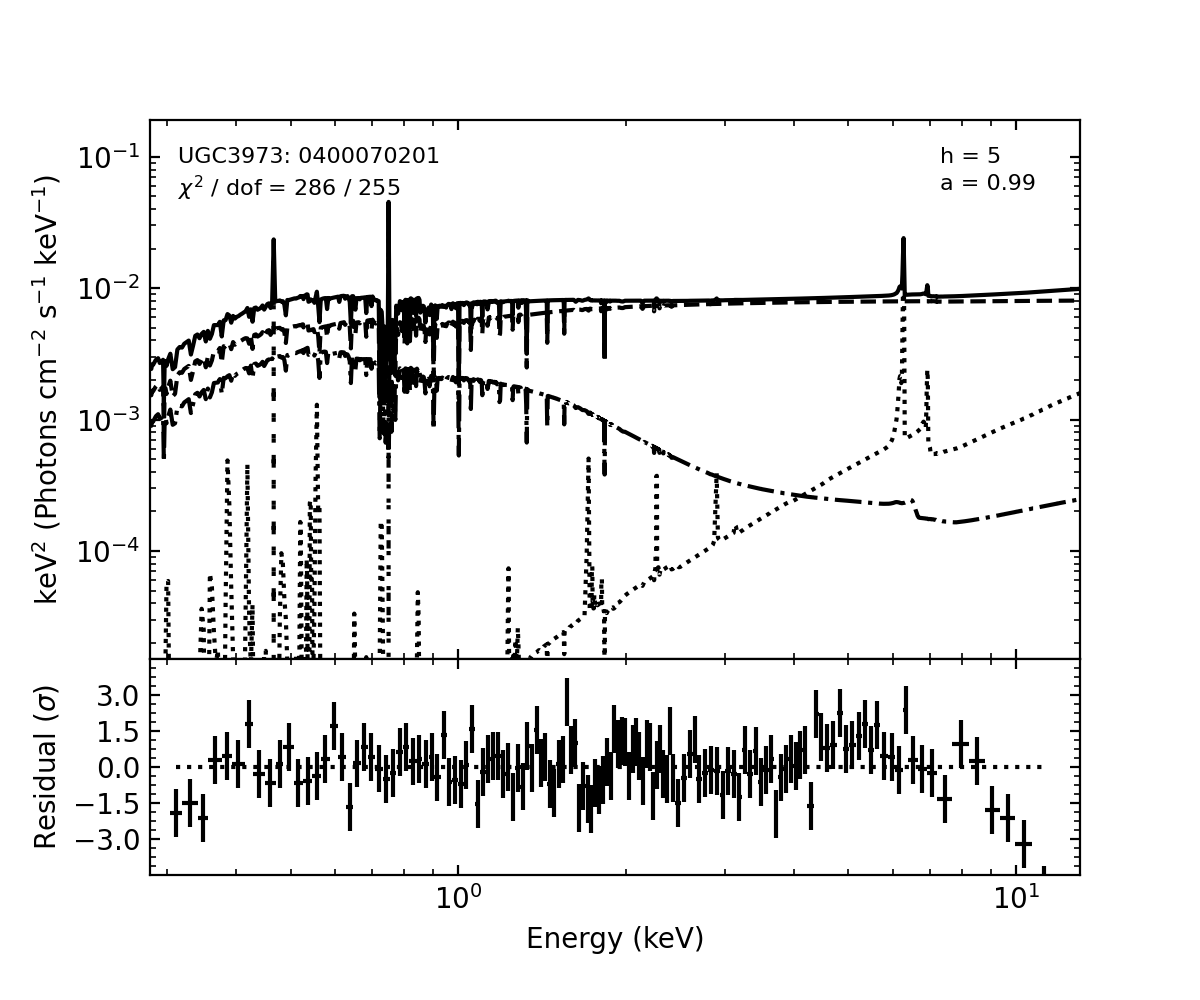 UGC3973: 0400070201
h = 5
χ² / dof = 286 / 255
a = 0.99
10⁻¹
10⁻²
10⁻³
10⁻⁴
keV² (Photons cm⁻² s⁻¹ keV⁻¹)
3.0
1.5
0.0
−1.5
−3.0
Residual (σ)
10⁰
10¹
Energy (keV)